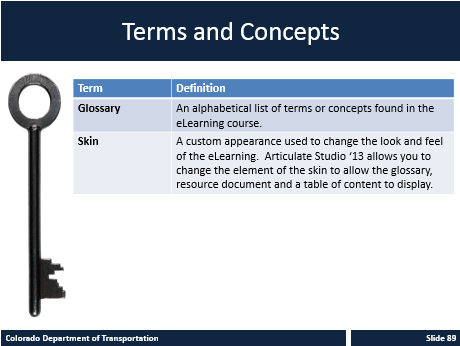 Terms and Concepts
Term Definition
Glossary An alphabetical list of terms or concepts found in the
eLearning course.
Skin A custom appearance used to change the look and feel
of the eLearning. Articulate Studio ‘13 allows you to
change the element of the skin to allow the glossary,
resource document and a table of content to display.
Colorado Department of Transportation Slide 89